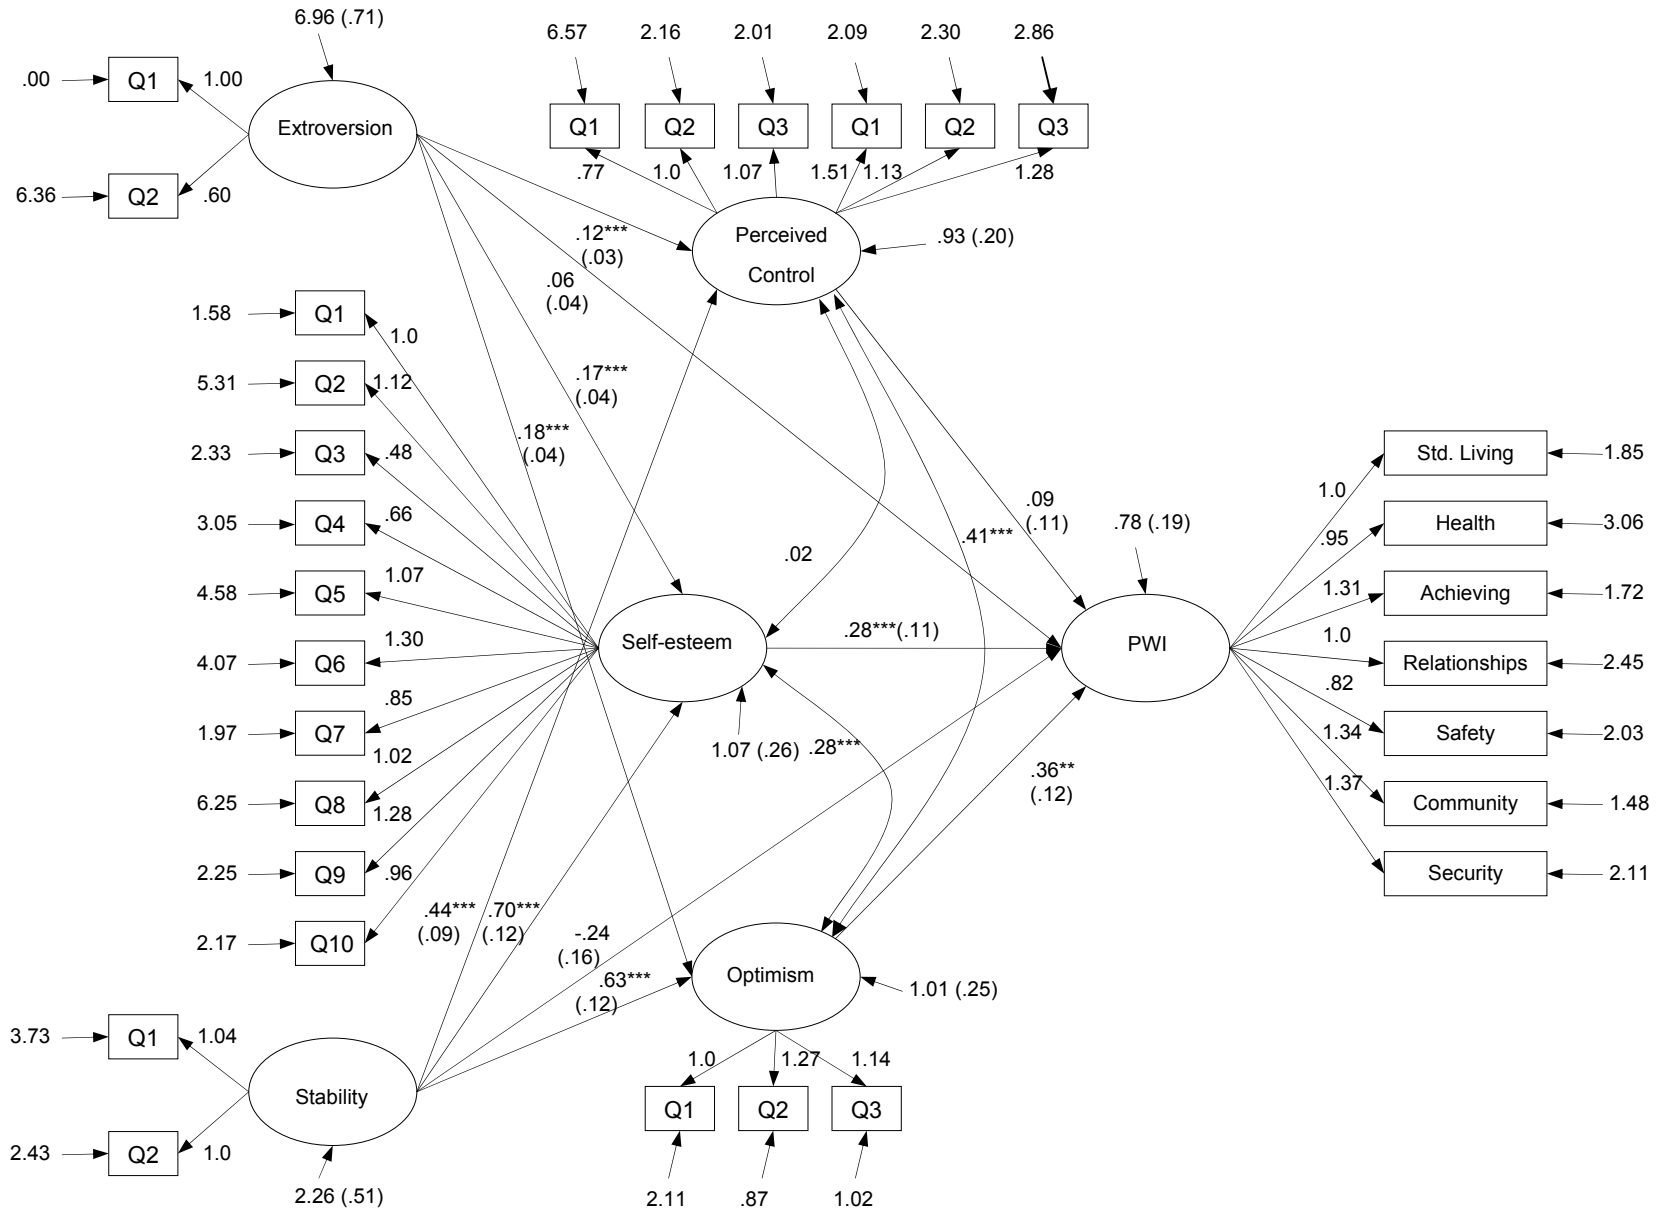 6.96 (.71)
6.57
2.16
2.01
2.09
2.30
2.86
.00
Q1
1.00
Extroversion
Q1
Q2
Q3
Q1
Q2
Q3
.77
1.0
1.07
1.51
1.13
1.28
6.36
Q2
.60
Perceived
Control
.93 (.20)
.12***
(.03)
.06
(.04)
1.58
Q1
1.0
5.31
Q2
1.12
.17***
(.04)
2.33
Q3
.48
.18***
(.04)
3.05
Q4
.66
4.58
Q5
1.07
4.07
Q6
1.30
1.97
Q7
.85
6.25
Q8
1.02
2.25
Q9
1.28
2.17
Q10
.96
.02
.41***
.09
(.11)
.78 (.19)
Self-esteem
.28***(.11)
PWI
1.07 (.26)
.28***
.36**
(.12)
1.0
Std. Living
1.85
.95
Health
3.06
1.31
Achieving
1.72
1.0
Relationships
2.45
.82
Safety
2.03
1.34
Community
1.48
1.37
Security
2.11
.44***
(.09)
.70***
(.12)
-.24
(.16)
.63***
(.12)
Optimism
1.01 (.25)
3.73
Q1
1.04
Stability
2.43
Q2
1.0
2.26 (.51)
1.0
1.27
1.14
Q1
Q2
Q3
2.11
.87
1.02